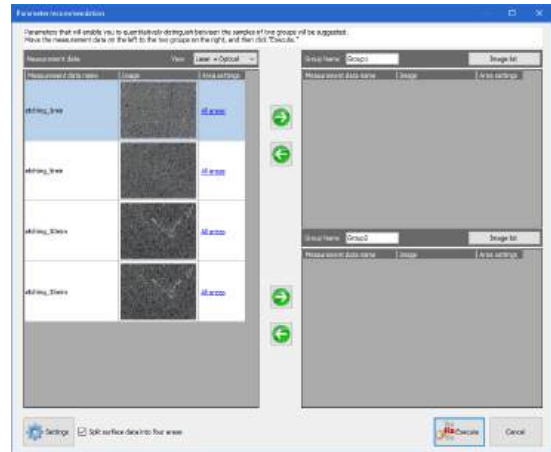 Parameter recommendation
Parameters that will enable you to quantitatively distinguish between the samples of two groups will be suggested.
Move the measurement data on the left to the two groups on the right, and then click "Execute."
Measurement data
View
Laser + Optical
Measurement data name
Image
Area settings
etching_5min
All areas
etching_5min
All areas
etching_30min
All areas
etching_30min
All areas
Group Name
Group1
Image list
Measurement data name
Image
Area settings
Group Name
Group2
Image list
Measurement data name
Image
Area settings
Settings
Split surface data into four areas
Execute
Cancel